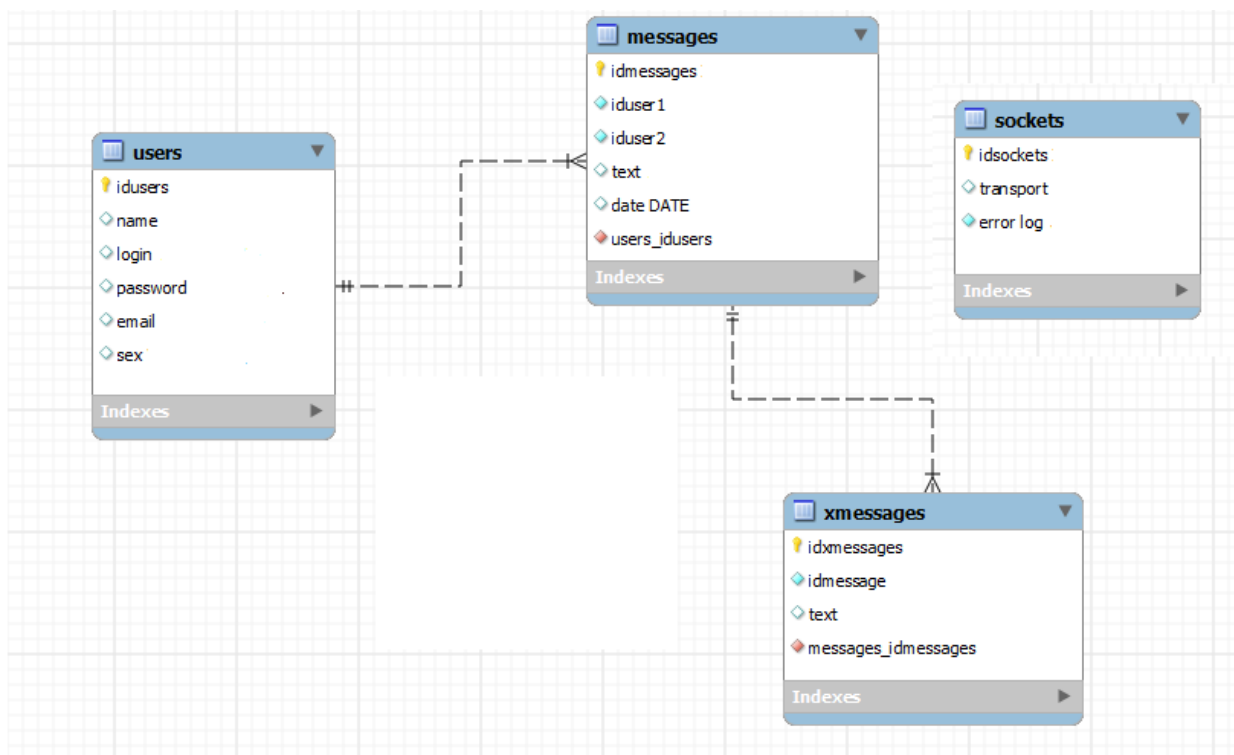 users
idusers
name
login
password
email
sex
Indexes
messages
idmessages
iduser1
iduser2
text
date DATE
users_idusers
Indexes
sockets
idsockets
transport
error log
Indexes
xmessages
idxmessages
idmessage
text
messages_idmessages
Indexes